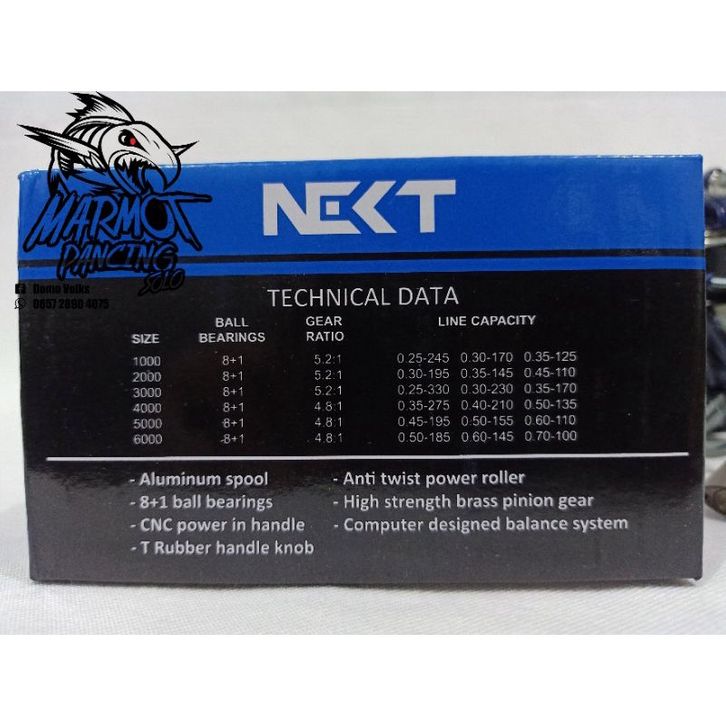 MARMOT
PANCING
SOLO
Domo Volks
0857 2890 4075
NEKT
TECHNICAL DATA
SIZE BALL BEARINGS GEAR RATIO LINE CAPACITY
1000 8+1 5.2:1 0.25-245 0.30-170 0.35-125
2000 8+1 5.2:1 0.30-195 0.35-145 0.45-110
3000 8+1 5.2:1 0.25-330 0.30-230 0.35-170
4000 8+1 4.8:1 0.35-275 0.40-210 0.50-135
5000 8+1 4.8:1 0.45-195 0.50-155 0.60-110
6000 8+1 4.8:1 0.50-185 0.60-145 0.70-100
- Aluminum spool
- 8+1 ball bearings
- CNC power in handle
- T Rubber handle knob
- Anti twist power roller
- High strength brass pinion gear
- Computer designed balance system